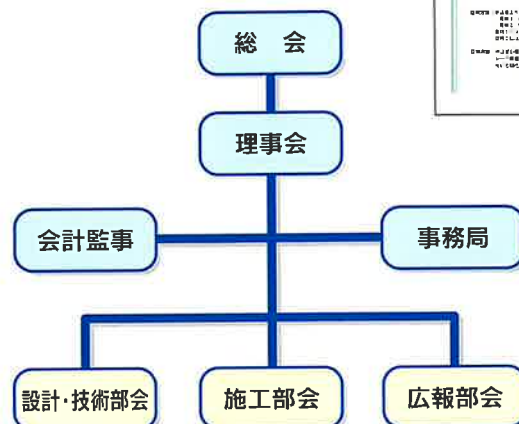 総　会
理事会
会計監事
事務局
設計・技術部会
施工部会
広報部会